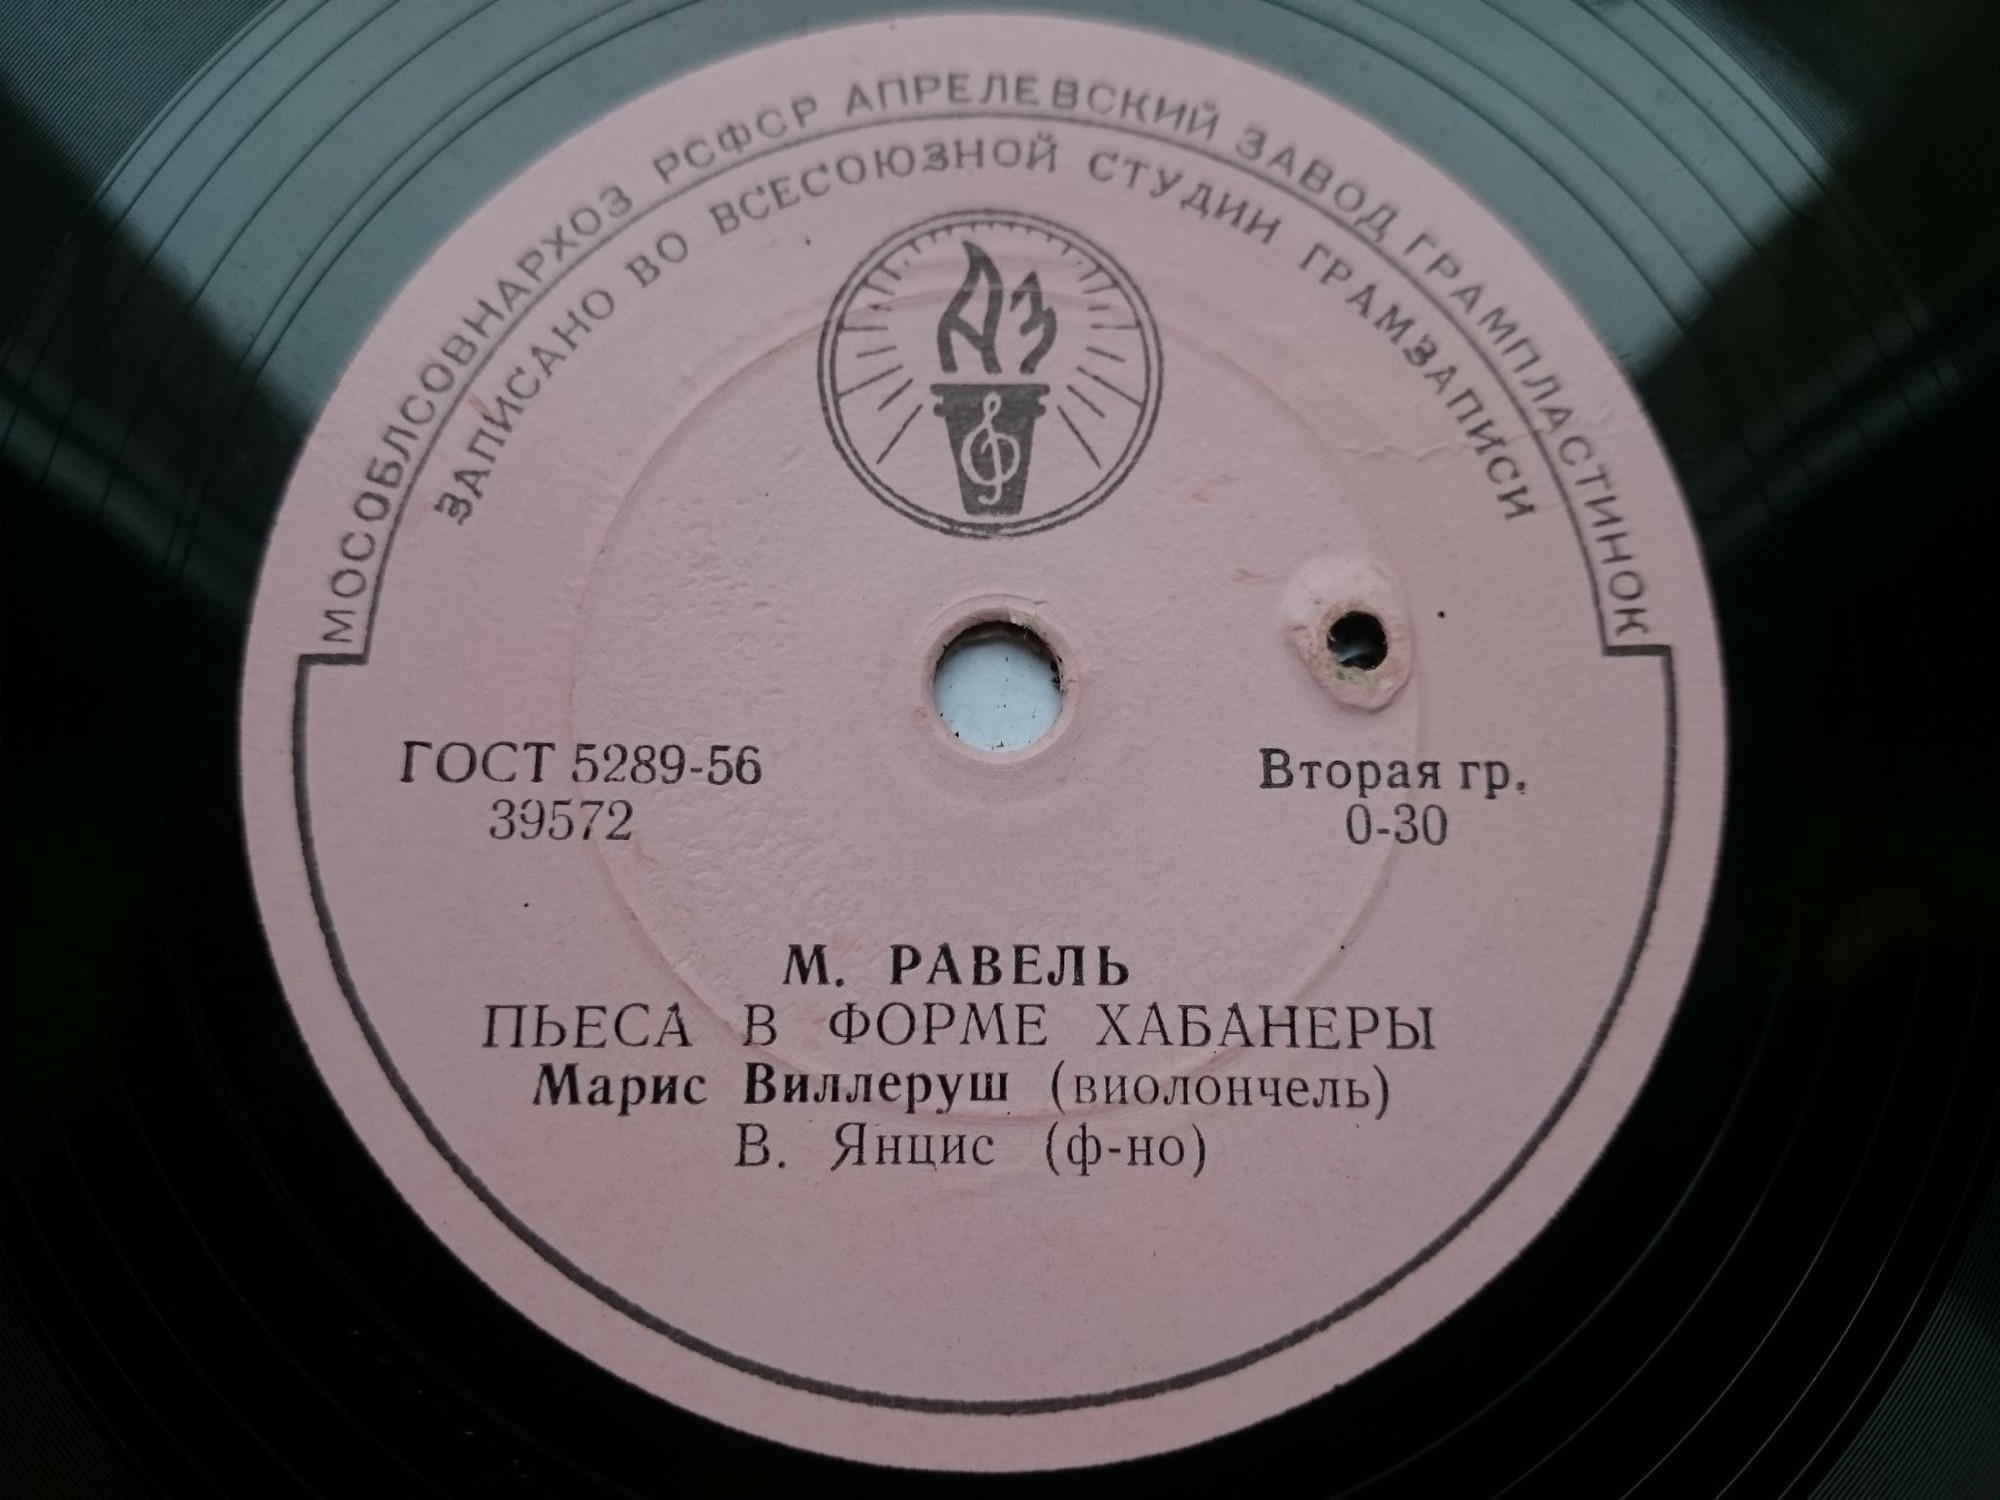 МОСОБЛСОВНАРХОЗ РСФСР АПРЕЛЕВСКИЙ ЗАВОД ГРАМПЛАСТИНОК
ЗАПИСАНО ВО ВСЕСОЮЗНОЙ СТУДИИ ГРАМЗАПИСИ
АЗ
ГОСТ 5289-56
39572
Вторая гр.
0-30
М. РАВЕЛЬ
ПЬЕСА В ФОРМЕ ХАБАНЕРЫ
Марис Виллеруш (виолончель)
В. Янцис (ф-но)